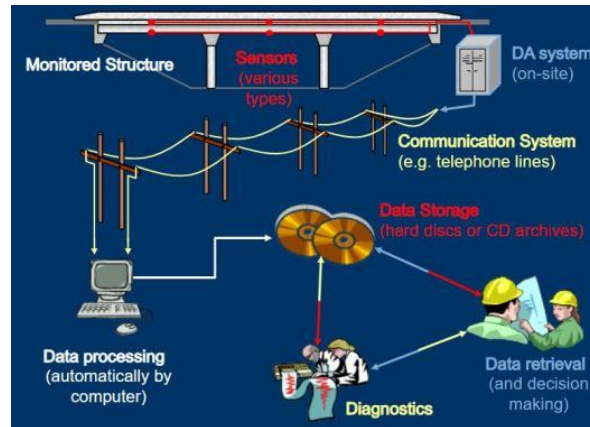 Monitored Structure
Sensors
(various
types)
DA system
(on-site)
Communication System
(e.g. telephone lines)
Data Storage
(hard discs or CD archives)
Data processing
(automatically by
computer)
Diagnostics
Data retrieval
(and decision
making)